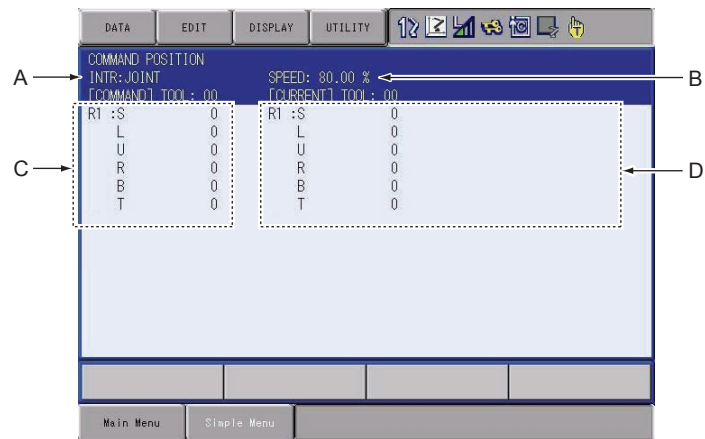 DATA EDIT DISPLAY UTILITY
COMMAND POSITION
A INTR:JOINT SPEED: 80.00 % B
[COMMAND] TOOL: 00 [CURRENT] TOOL: 00
R1 :S 0 R1 :S 0
L 0 L 0
U 0 U 0
C R 0 R 0 D
B 0 B 0
T 0 T 0
Main Menu Simple Menu